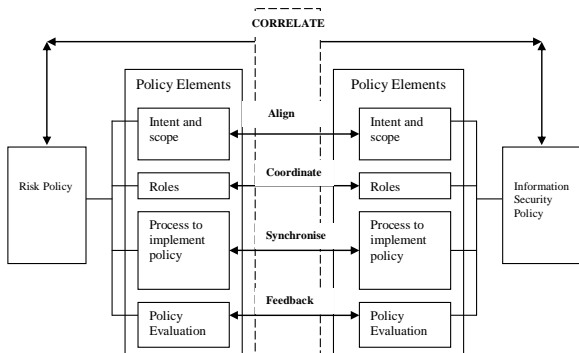 CORRELATE
Policy Elements
Policy Elements
Align
Intent and
scope
Intent and
scope
Coordinate
Risk Policy
Roles
Roles
Information
Security
Policy
Process to
implement
policy
Synchronise
Process to
implement
policy
Feedback
Policy
Evaluation
Policy
Evaluation